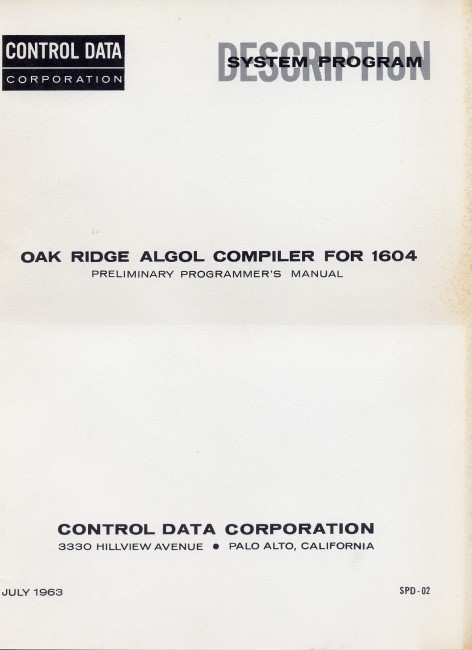 CONTROL DATA
CORPORATION
DESCRIPTION
SYSTEM PROGRAM
OAK RIDGE ALGOL COMPILER FOR 1604
PRELIMINARY PROGRAMMER'S MANUAL
CONTROL DATA CORPORATION
3330 HILLVIEW AVENUE ● PALO ALTO, CALIFORNIA
JULY 1963
SPD-02